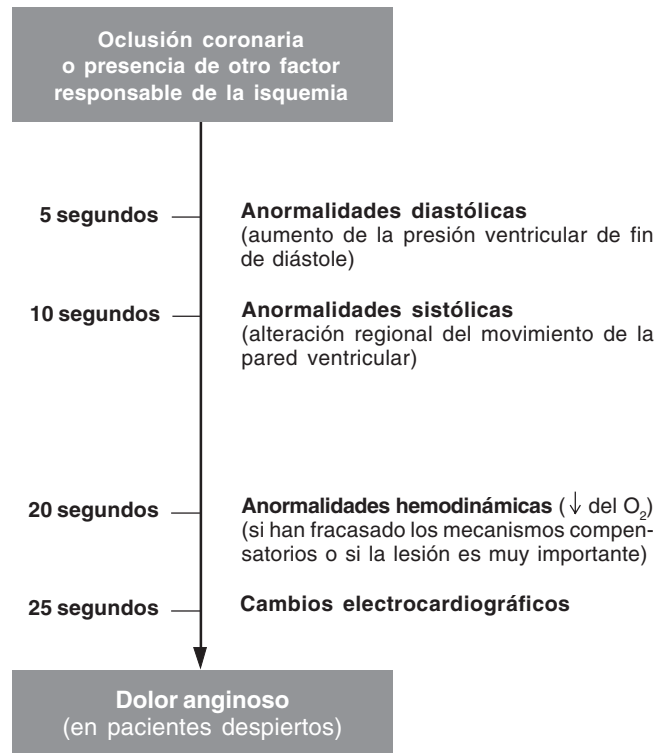 Oclusión coronaria
o presencia de otro factor
responsable de la isquemia
5 segundos
Anormalidades diastólicas
(aumento de la presión ventricular de fin
de diástole)
10 segundos
Anormalidades sistólicas
(alteración regional del movimiento de la
pared ventricular)
20 segundos
Anormalidades hemodinámicas (↓ del O₂)
(si han fracasado los mecanismos compen-
satorios o si la lesión es muy importante)
25 segundos
Cambios electrocardiográficos
Dolor anginoso
(en pacientes despiertos)